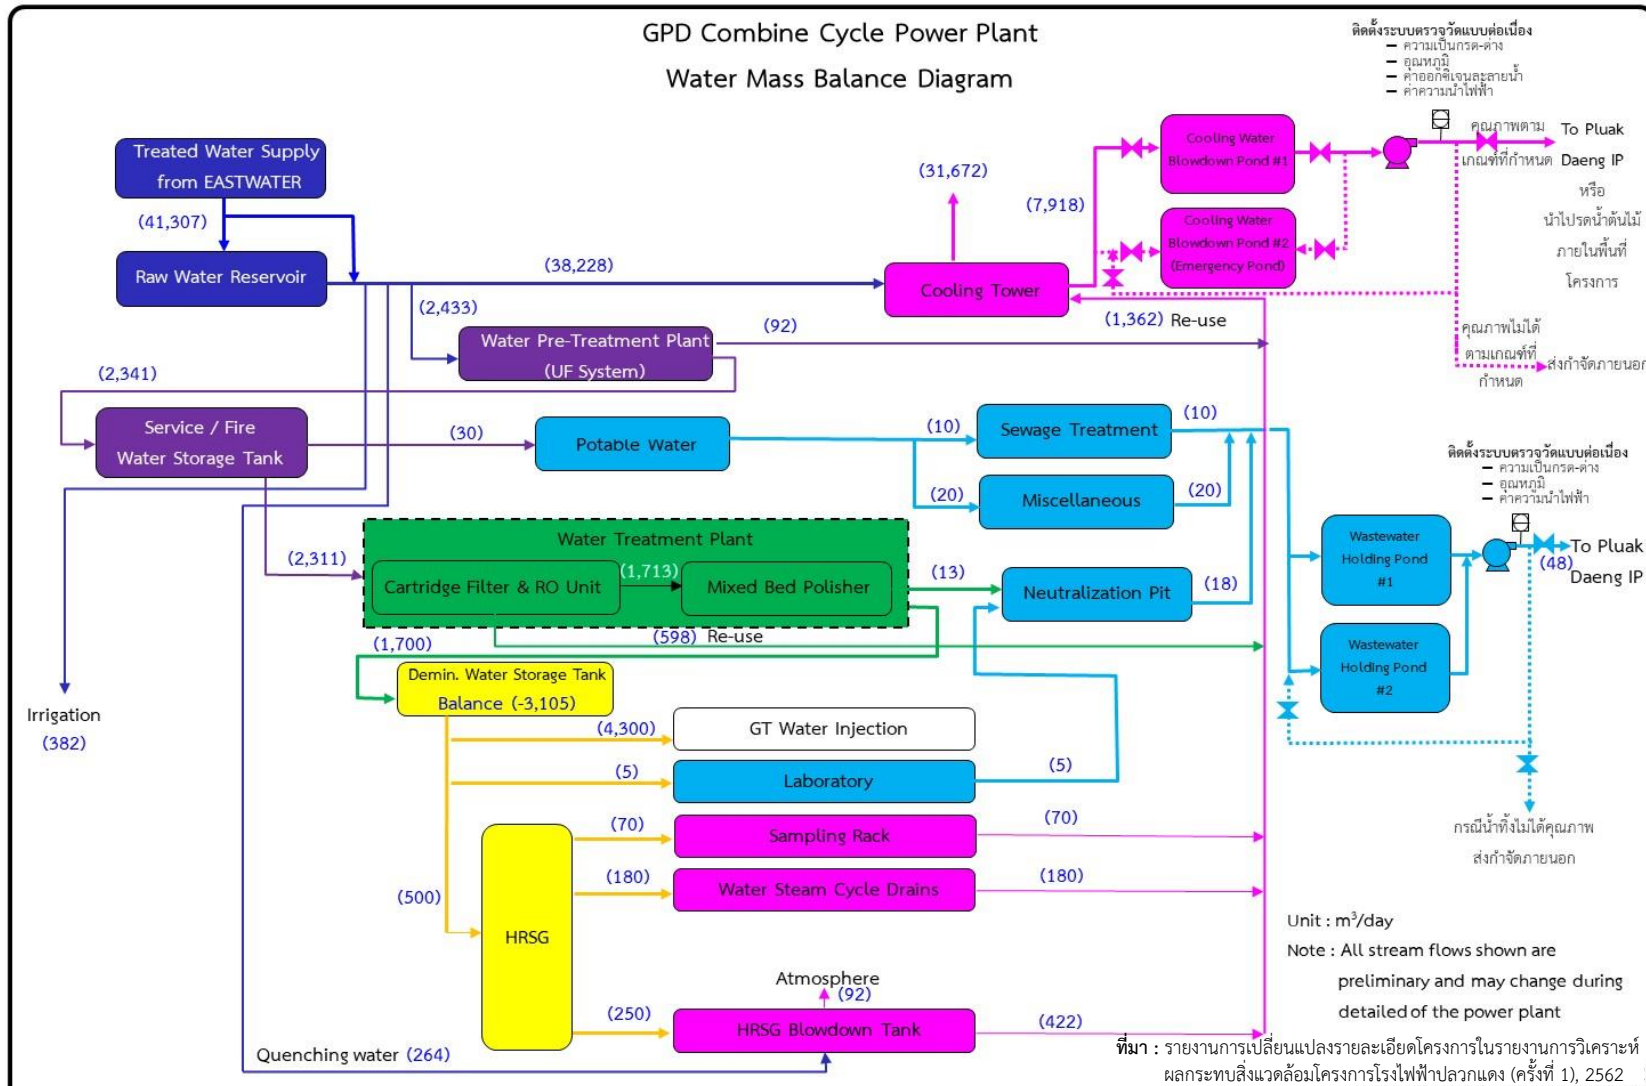 GPD Combine Cycle Power Plant
Water Mass Balance Diagram
ติดตั้งระบบตรวจวัดแบบต่อเนื่อง
– ความเป็นกรด-ด่าง
– อุณหภูมิ
– ค่าออกซิเจนละลายน้ำ
– ค่าความนำไฟฟ้า
Treated Water Supply
from EASTWATER
(41,307)
Raw Water Reservoir
(38,228)
(31,672)
(7,918)
Cooling Tower
Cooling Water
Blowdown Pond #1
Cooling Water
Blowdown Pond #2
(Emergency Pond)
คุณภาพตาม
เกณฑ์ที่กำหนด
To Pluak
Daeng IP
หรือ
นำไปรดน้ำต้นไม้
ภายในพื้นที่
โครงการ
(2,433)
(92)
(1,362) Re-use
Water Pre-Treatment Plant
(UF System)
คุณภาพไม่ได้
ตามเกณฑ์ที่
กำหนด
ส่งกำจัดภายนอก
(2,341)
Service / Fire
Water Storage Tank
(30)
Potable Water
(10)
Sewage Treatment
(10)
(20)
Miscellaneous
(20)
ติดตั้งระบบตรวจวัดแบบต่อเนื่อง
– ความเป็นกรด-ด่าง
– อุณหภูมิ
– ค่าความนำไฟฟ้า
(2,311)
Water Treatment Plant
Cartridge Filter & RO Unit
(1,713)
Mixed Bed Polisher
(13)
Neutralization Pit
(18)
Wastewater
Holding Pond
#1
Wastewater
Holding Pond
#2
(48)
To Pluak
Daeng IP
(598) Re-use
(1,700)
Demin. Water Storage Tank
Balance (-3,105)
Irrigation
(382)
(4,300)
GT Water Injection
(5)
Laboratory
(5)
(70)
Sampling Rack
(70)
(180)
Water Steam Cycle Drains
(180)
(500)
HRSG
กรณีน้ำทิ้งไม่ได้คุณภาพ
ส่งกำจัดภายนอก
Atmosphere
(92)
(250)
HRSG Blowdown Tank
(422)
Quenching water (264)
Unit : m³/day
Note : All stream flows shown are
preliminary and may change during
detailed of the power plant
ที่มา : รายงานการเปลี่ยนแปลงรายละเอียดโครงการในรายงานการวิเคราะห์
ผลกระทบสิ่งแวดล้อมโครงการโรงไฟฟ้าปลวกแดง (ครั้งที่ 1), 2562